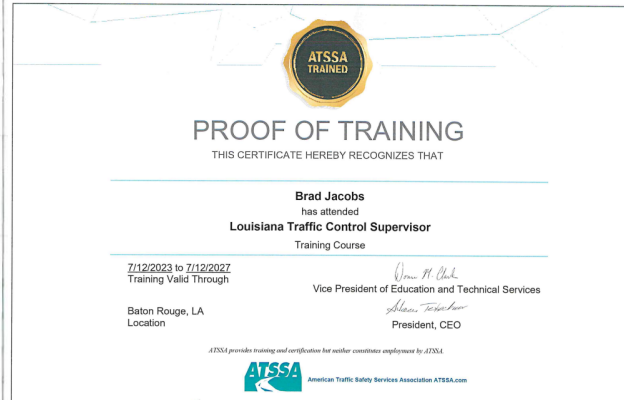 ATSSA
TRAINED
PROOF OF TRAINING
THIS CERTIFICATE HEREBY RECOGNIZES THAT
Brad Jacobs
has attended
Louisiana Traffic Control Supervisor
Training Course
7/12/2023 to 7/12/2027
Training Valid Through
Vice President of Education and Technical Services
Baton Rouge, LA
Location
President, CEO
ATSSA provides training and certification but neither constitutes employment by ATSSA.
ATSSA
American Traffic Safety Services Association ATSSA.com